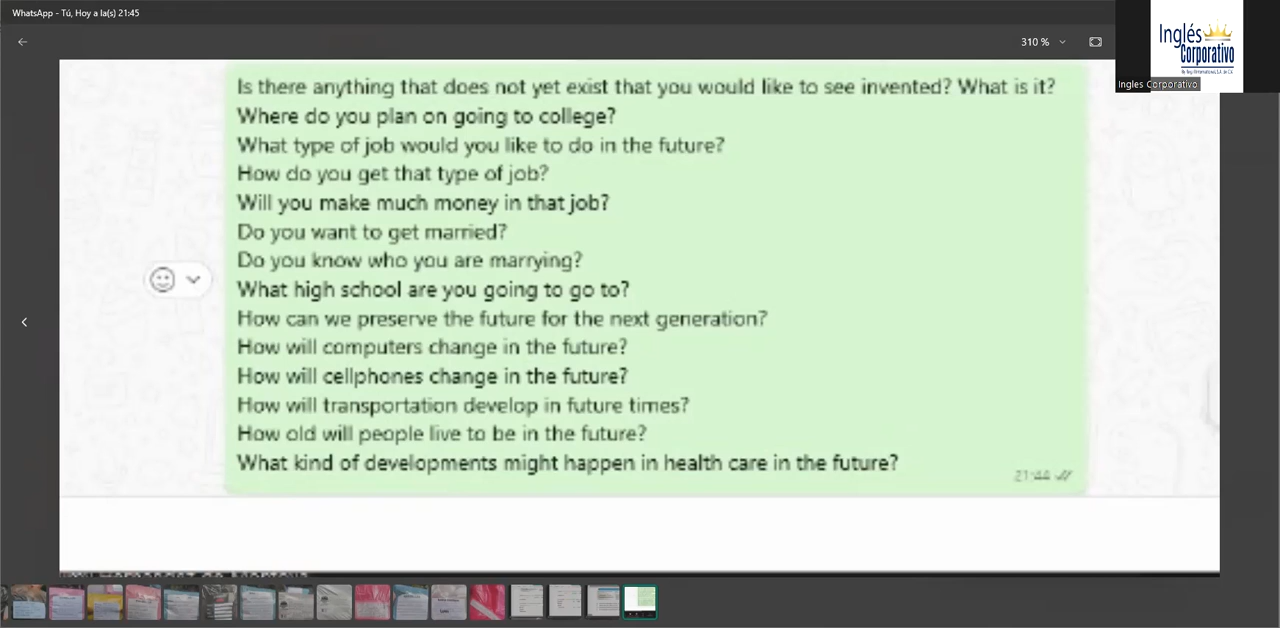 WhatsApp - Tú, Hoy a la(s) 21:45
310 %
Inglés
Corporativo
Ingles Corporativo
Is there anything that does not yet exist that you would like to see invented? What is it?
Where do you plan on going to college?
What type of job would you like to do in the future?
How do you get that type of job?
Will you make much money in that job?
Do you want to get married?
Do you know who you are marrying?
What high school are you going to go to?
How can we preserve the future for the next generation?
How will computers change in the future?
How will cellphones change in the future?
How will transportation develop in future times?
How old will people live to be in the future?
What kind of developments might happen in health care in the future?
21:44